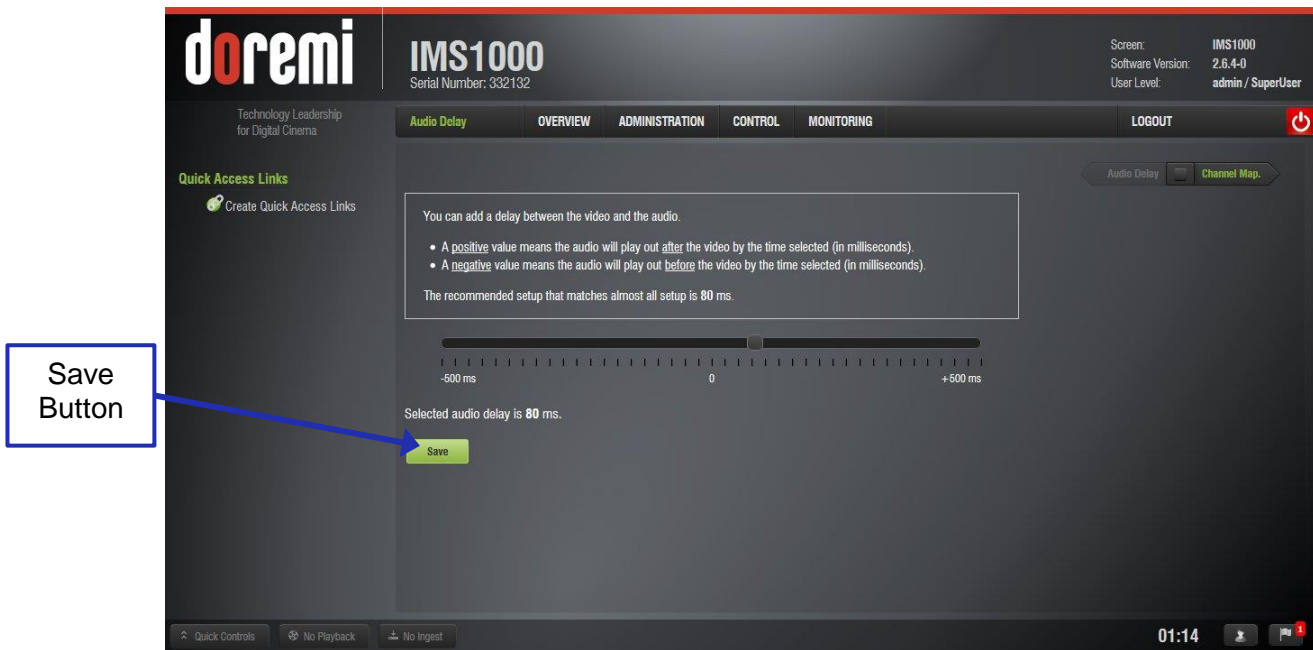 doremi
IMS1000
Serial Number: 332132
Screen: IMS1000
Software Version: 2.6.4-0
User Level: admin / SuperUser
Technology Leadership
for Digital Cinema
Audio Delay OVERVIEW ADMINISTRATION CONTROL MONITORING LOGOUT
Quick Access Links
Create Quick Access Links
Audio Delay Channel Map.
You can add a delay between the video and the audio.
• A positive value means the audio will play out after the video by the time selected (in milliseconds).
• A negative value means the audio will play out before the video by the time selected (in milliseconds).
The recommended setup that matches almost all setup is 80 ms.
-500 ms 0 +500 ms
Save
Button
Selected audio delay is 80 ms.
Save
Quick Controls No Playback No Ingest 01:14 1